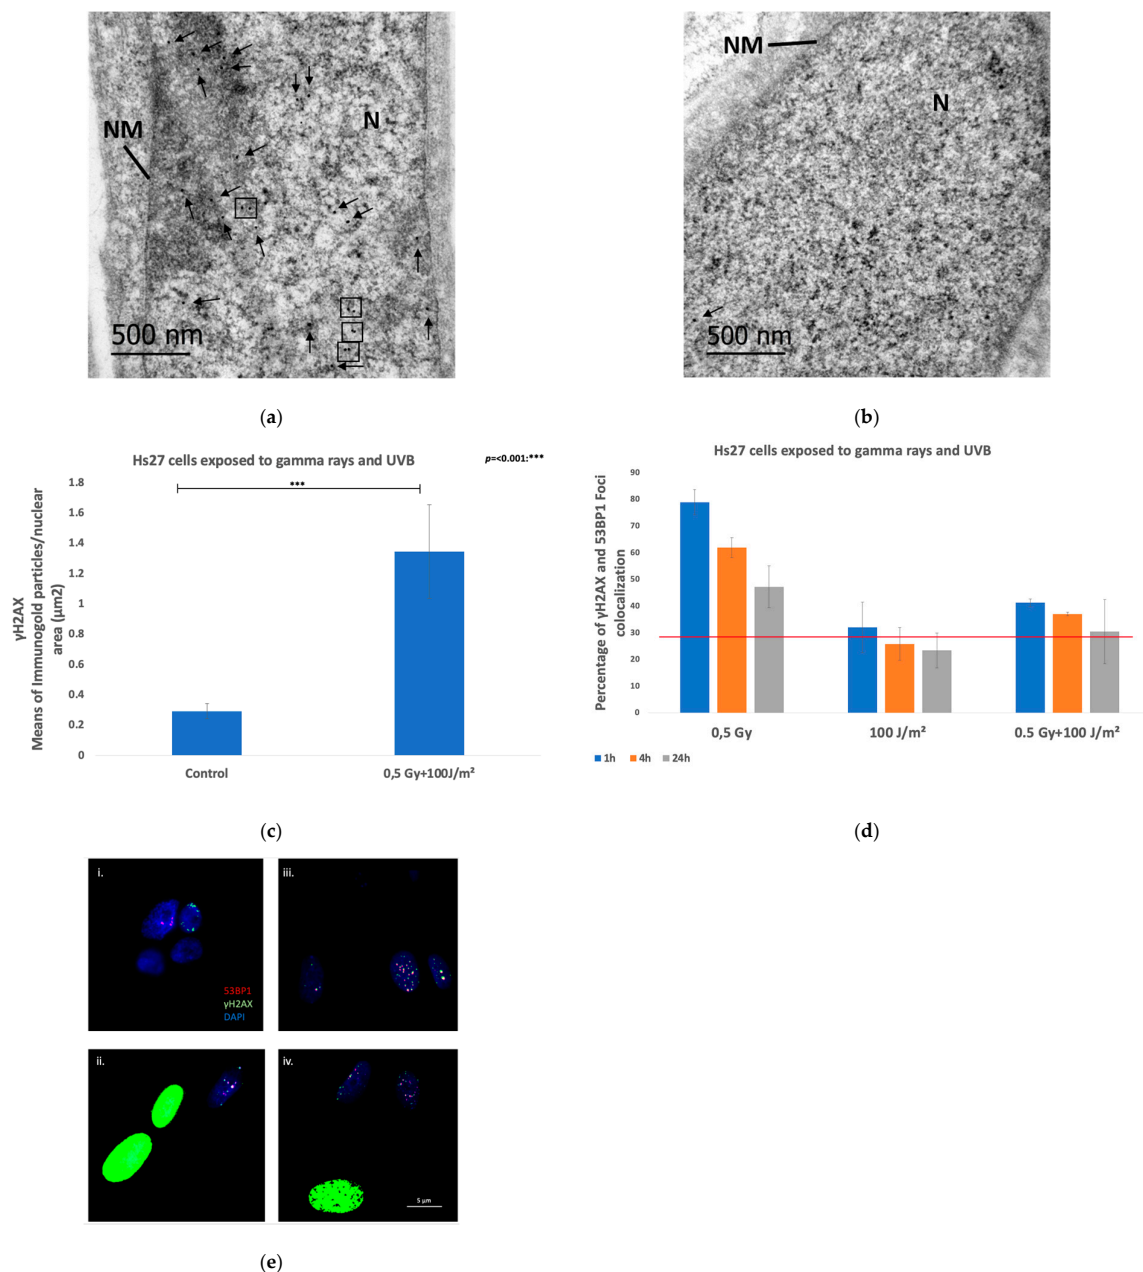 NM
N
500 nm
(a)
NM
N
500 nm
(b)
Hs27 cells exposed to gamma rays and UVB
p=<0.001:***
γH2AX
Means of Immunogold particles/nuclear
area (μm2)
1.8
1.6
1.4
1.2
1
0.8
0.6
0.4
0.2
0
***
Control
0,5 Gy+100J/m²
(c)
Hs27 cells exposed to gamma rays and UVB
Percentage of γH2AX and 53BP1 Foci
colocalization
90
80
70
60
50
40
30
20
10
0
0,5 Gy
100 J/m²
0.5 Gy+100 J/m²
1h
4h
24h
(d)
i.
53BP1
γH2AX
DAPI
iii.
ii.
iv.
5 μm
(e)